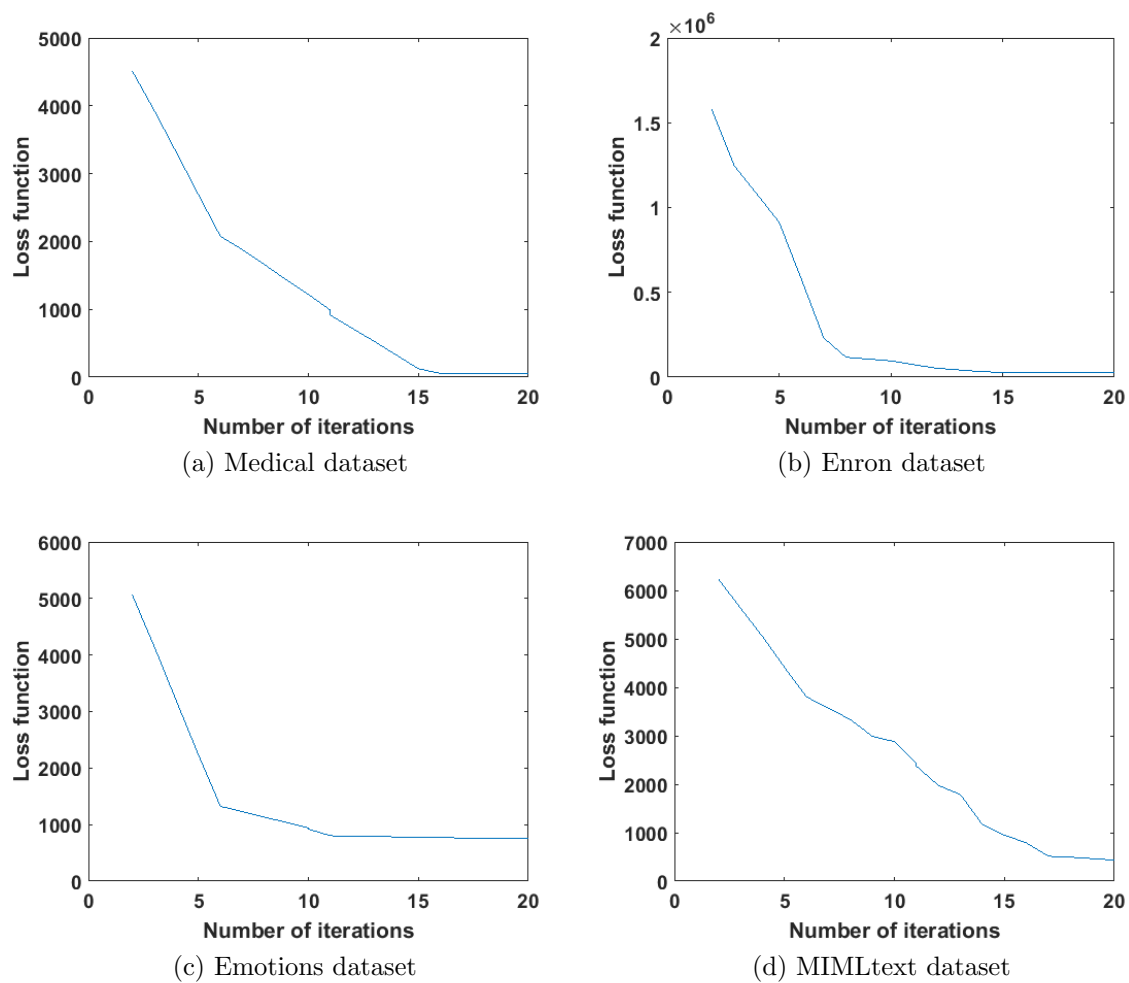 5000
4000
3000
2000
1000
0
Loss function
0 5 10 15 20
Number of iterations
(a) Medical dataset
×10⁶
2
1.5
1
0.5
0
Loss function
0 5 10 15 20
Number of iterations
(b) Enron dataset
6000
5000
4000
3000
2000
1000
0
Loss function
0 5 10 15 20
Number of iterations
(c) Emotions dataset
7000
6000
5000
4000
3000
2000
1000
0
Loss function
0 5 10 15 20
Number of iterations
(d) MIMLtext dataset